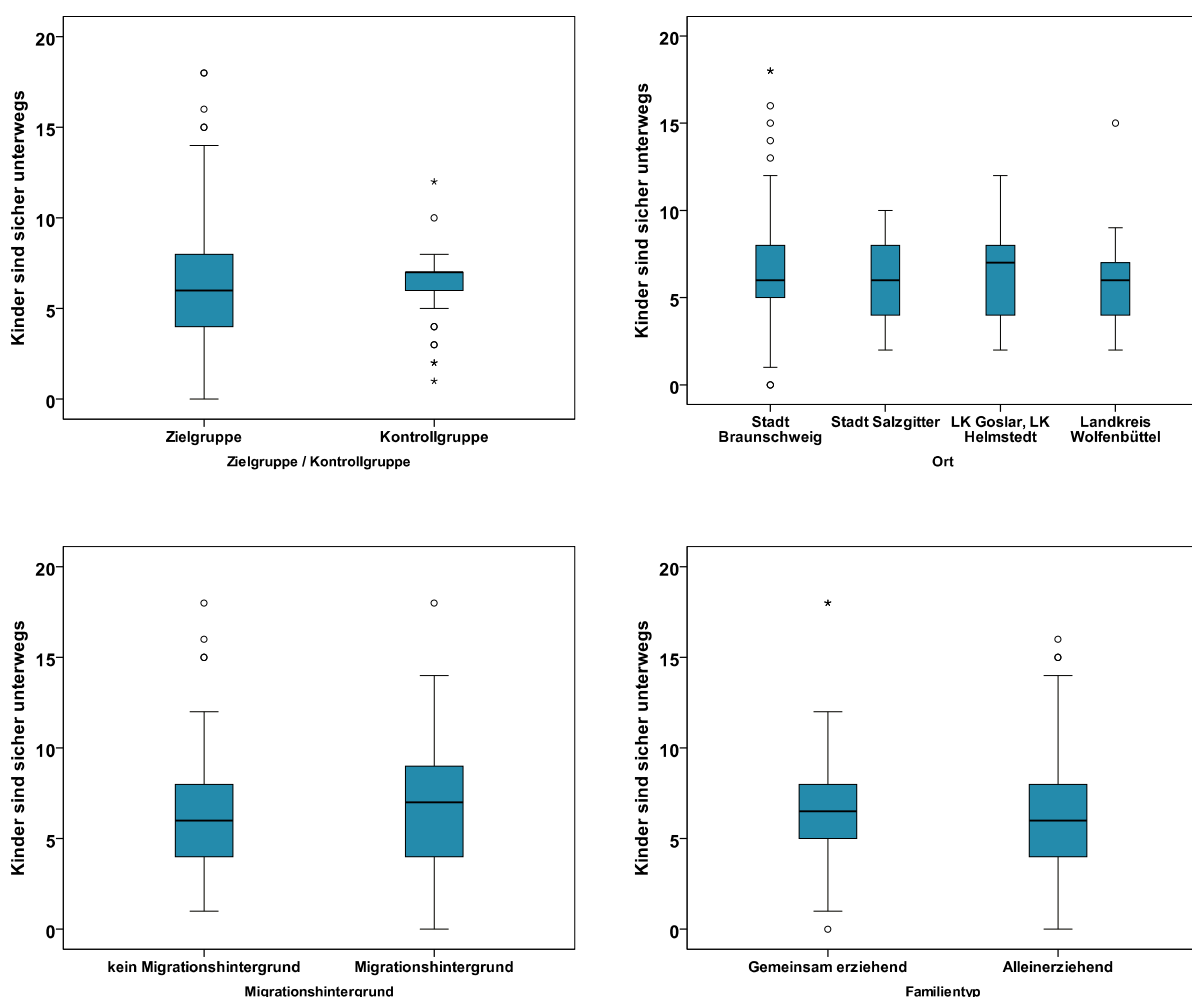 Kinder sind sicher unterwegs
20
15
10
5
0
Zielgruppe Kontrollgruppe
Zielgruppe / Kontrollgruppe
Kinder sind sicher unterwegs
20
15
10
5
0
Stadt Braunschweig
Stadt Salzgitter
LK Goslar, LK Helmstedt
Landkreis Wolfenbüttel
Ort
Kinder sind sicher unterwegs
20
15
10
5
0
kein Migrationshintergrund Migrationshintergrund
Migrationshintergrund
Kinder sind sicher unterwegs
20
15
10
5
0
Gemeinsam erziehend Alleinerziehend
Familientyp